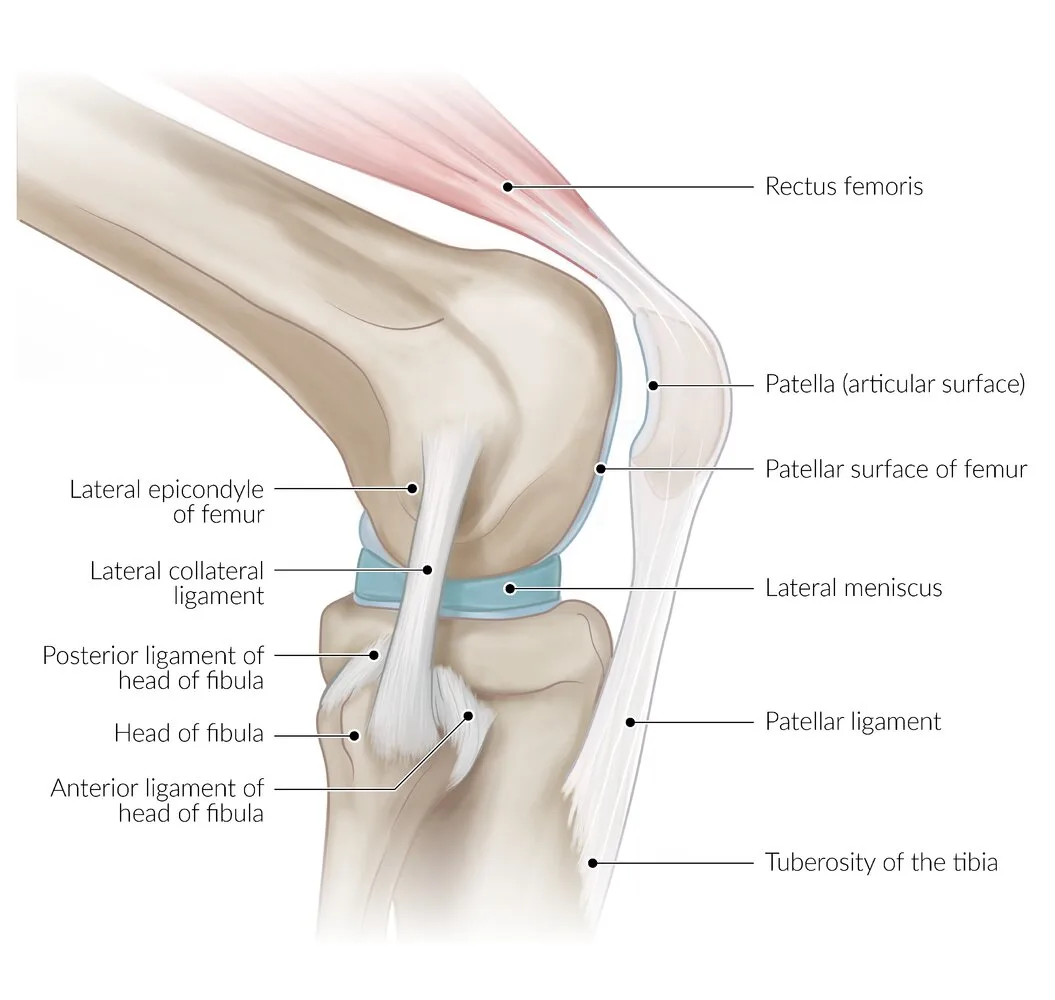 Rectus femoris
Patella (articular surface)
Patellar surface of femur
Lateral epicondyle
of femur
Lateral collateral
ligament
Lateral meniscus
Posterior ligament of
head of fibula
Patellar ligament
Head of fibula
Anterior ligament of
head of fibula
Tuberosity of the tibia